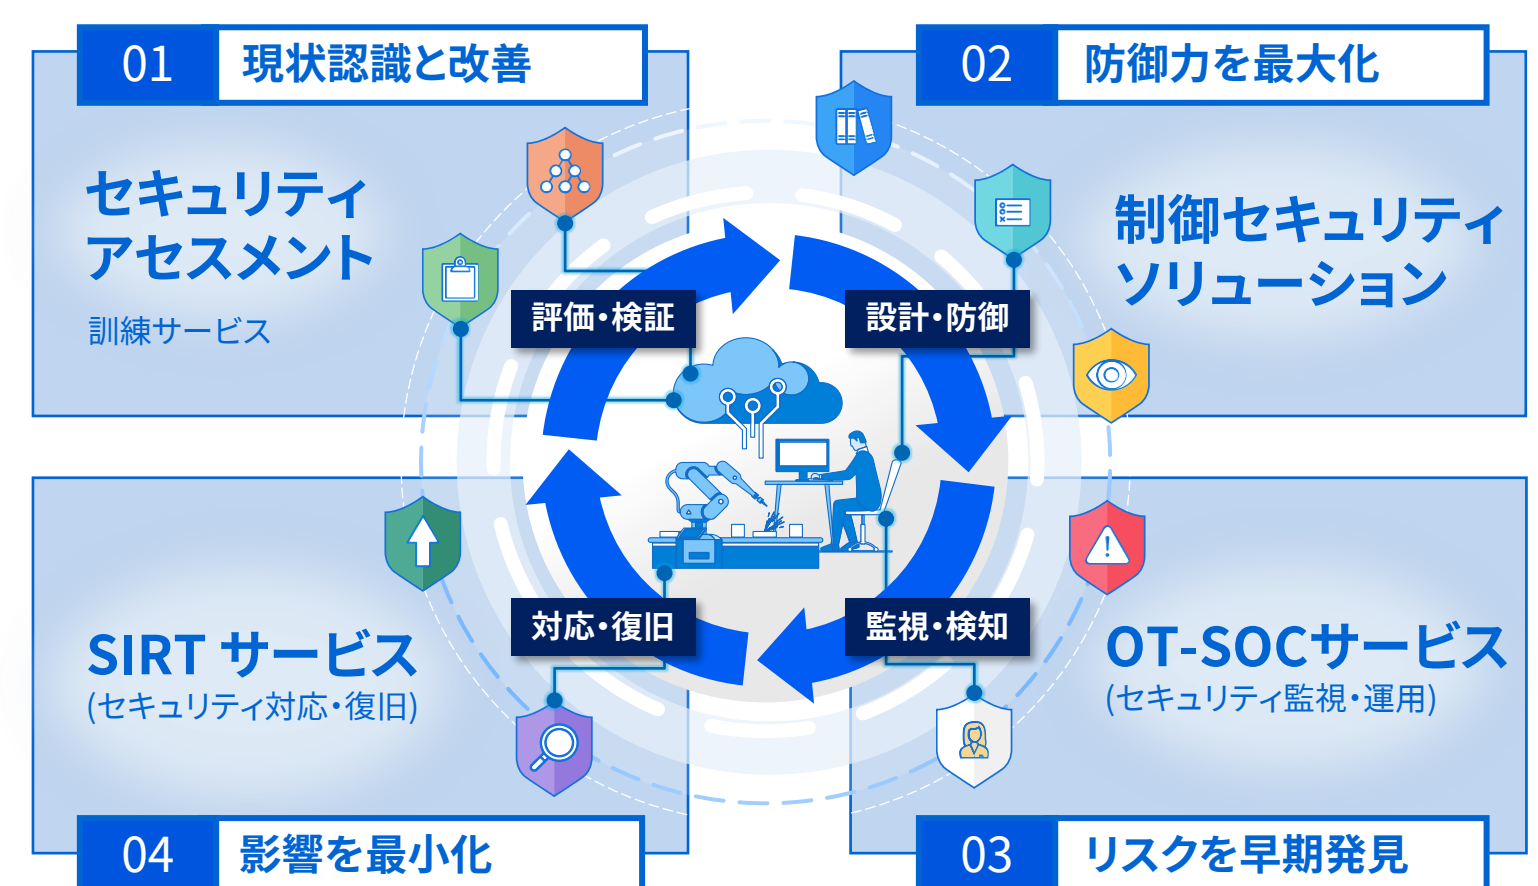 01
現状認識と改善
セキュリティ
アセスメント
訓練サービス
評価・検証
02
防御力を最大化
制御セキュリティ
ソリューション
設計・防御
SIRT サービス
(セキュリティ対応・復旧)
対応・復旧
04
影響を最小化
監視・検知
OT-SOCサービス
(セキュリティ監視・運用)
03
リスクを早期発見